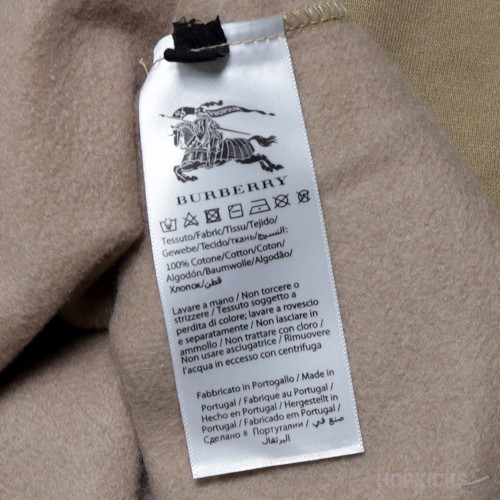 BURBERRY
Tessuto/Fabric/Tissu/Tejido/
Gewebe/Tecido/ткань/النسيج:
100% Cotone/Cotton/Coton/
Algodón/Baumwolle/Algodão/
Хлопок/قطن
Lavare a mano / Non torcere o
strizzere / Tessuto soggetto a
perdita di colore; lavare a rovescio
e separatamente / Non lasciare in
ammollo / Non trattare con cloro /
Non usare asciugatrice / Rimuovere
l'acqua in eccesso con centrifuga
Fabbricato in Portogallo / Made in
Portugal / Fabrique au Portugal /
Hecho en Portugal / Hergestellt in
Portugal / Fabricado em Portugal /
Сделано в Португалии / صنع في
البرتغال
HOPKICKS